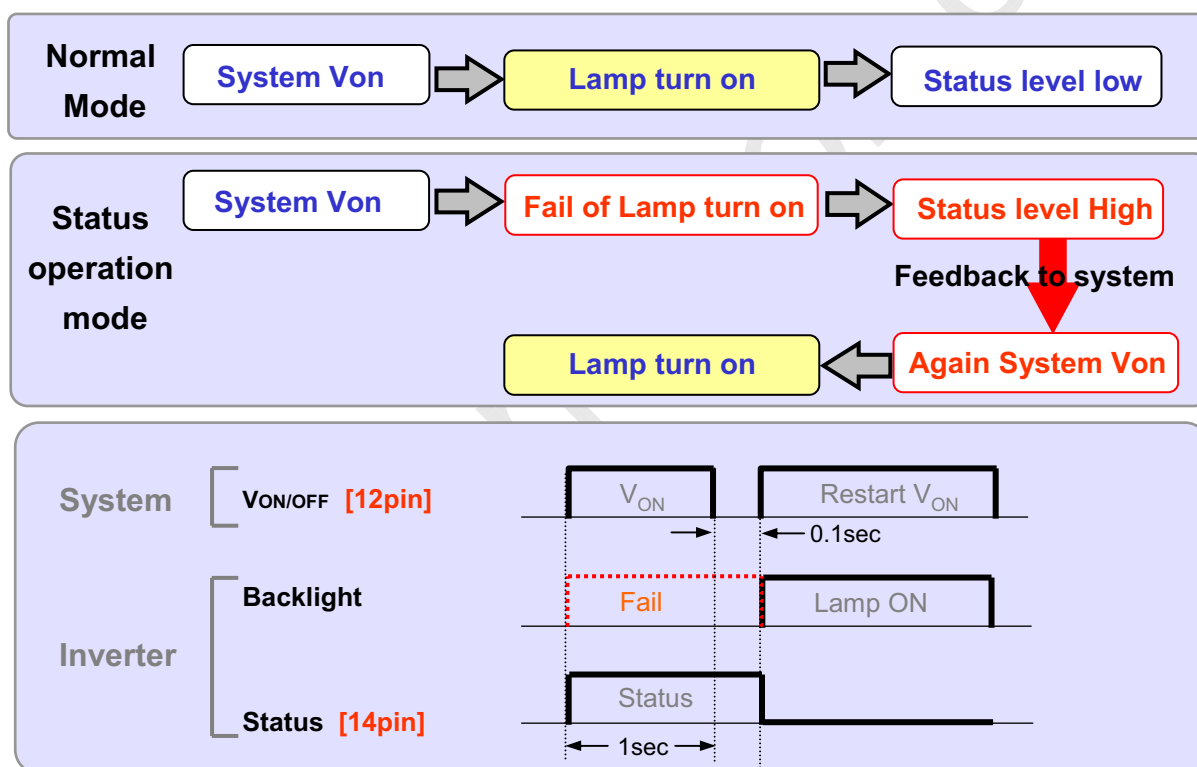 Normal
Mode
System Von
Lamp turn on
Status level low
Status
operation
mode
System Von
Fail of Lamp turn on
Status level High
Feedback to system
Lamp turn on
Again System Von
System
VON/OFF [12pin]
VON
Restart VON
0.1sec
Inverter
Backlight
Fail
Lamp ON
Status [14pin]
Status
1sec